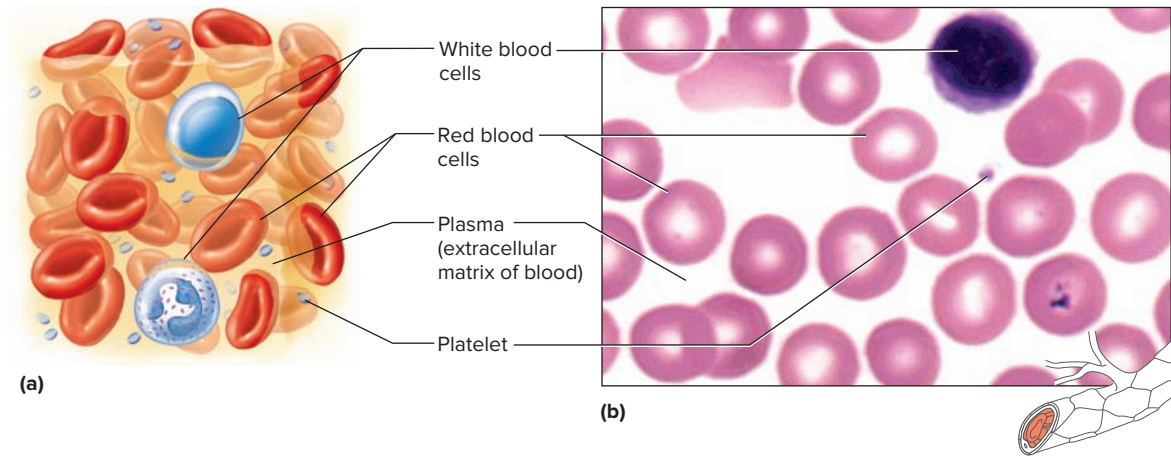 White blood
cells
Red blood
cells
Plasma
(extracellular
matrix of blood)
Platelet
(a)
(b)